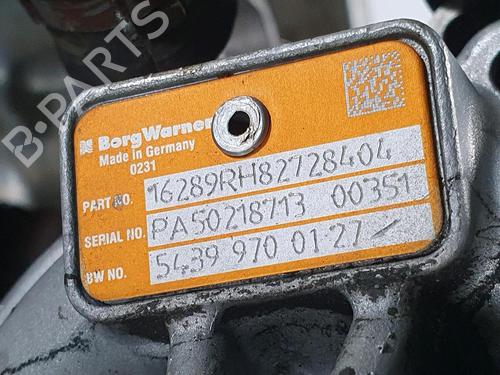 B-PARTS
BorgWarner
Made in Germany
0231
PART NO. 16289RH82728404
SERIAL NO. PA50218713 00351
BW NO. 5439 970 0127 /